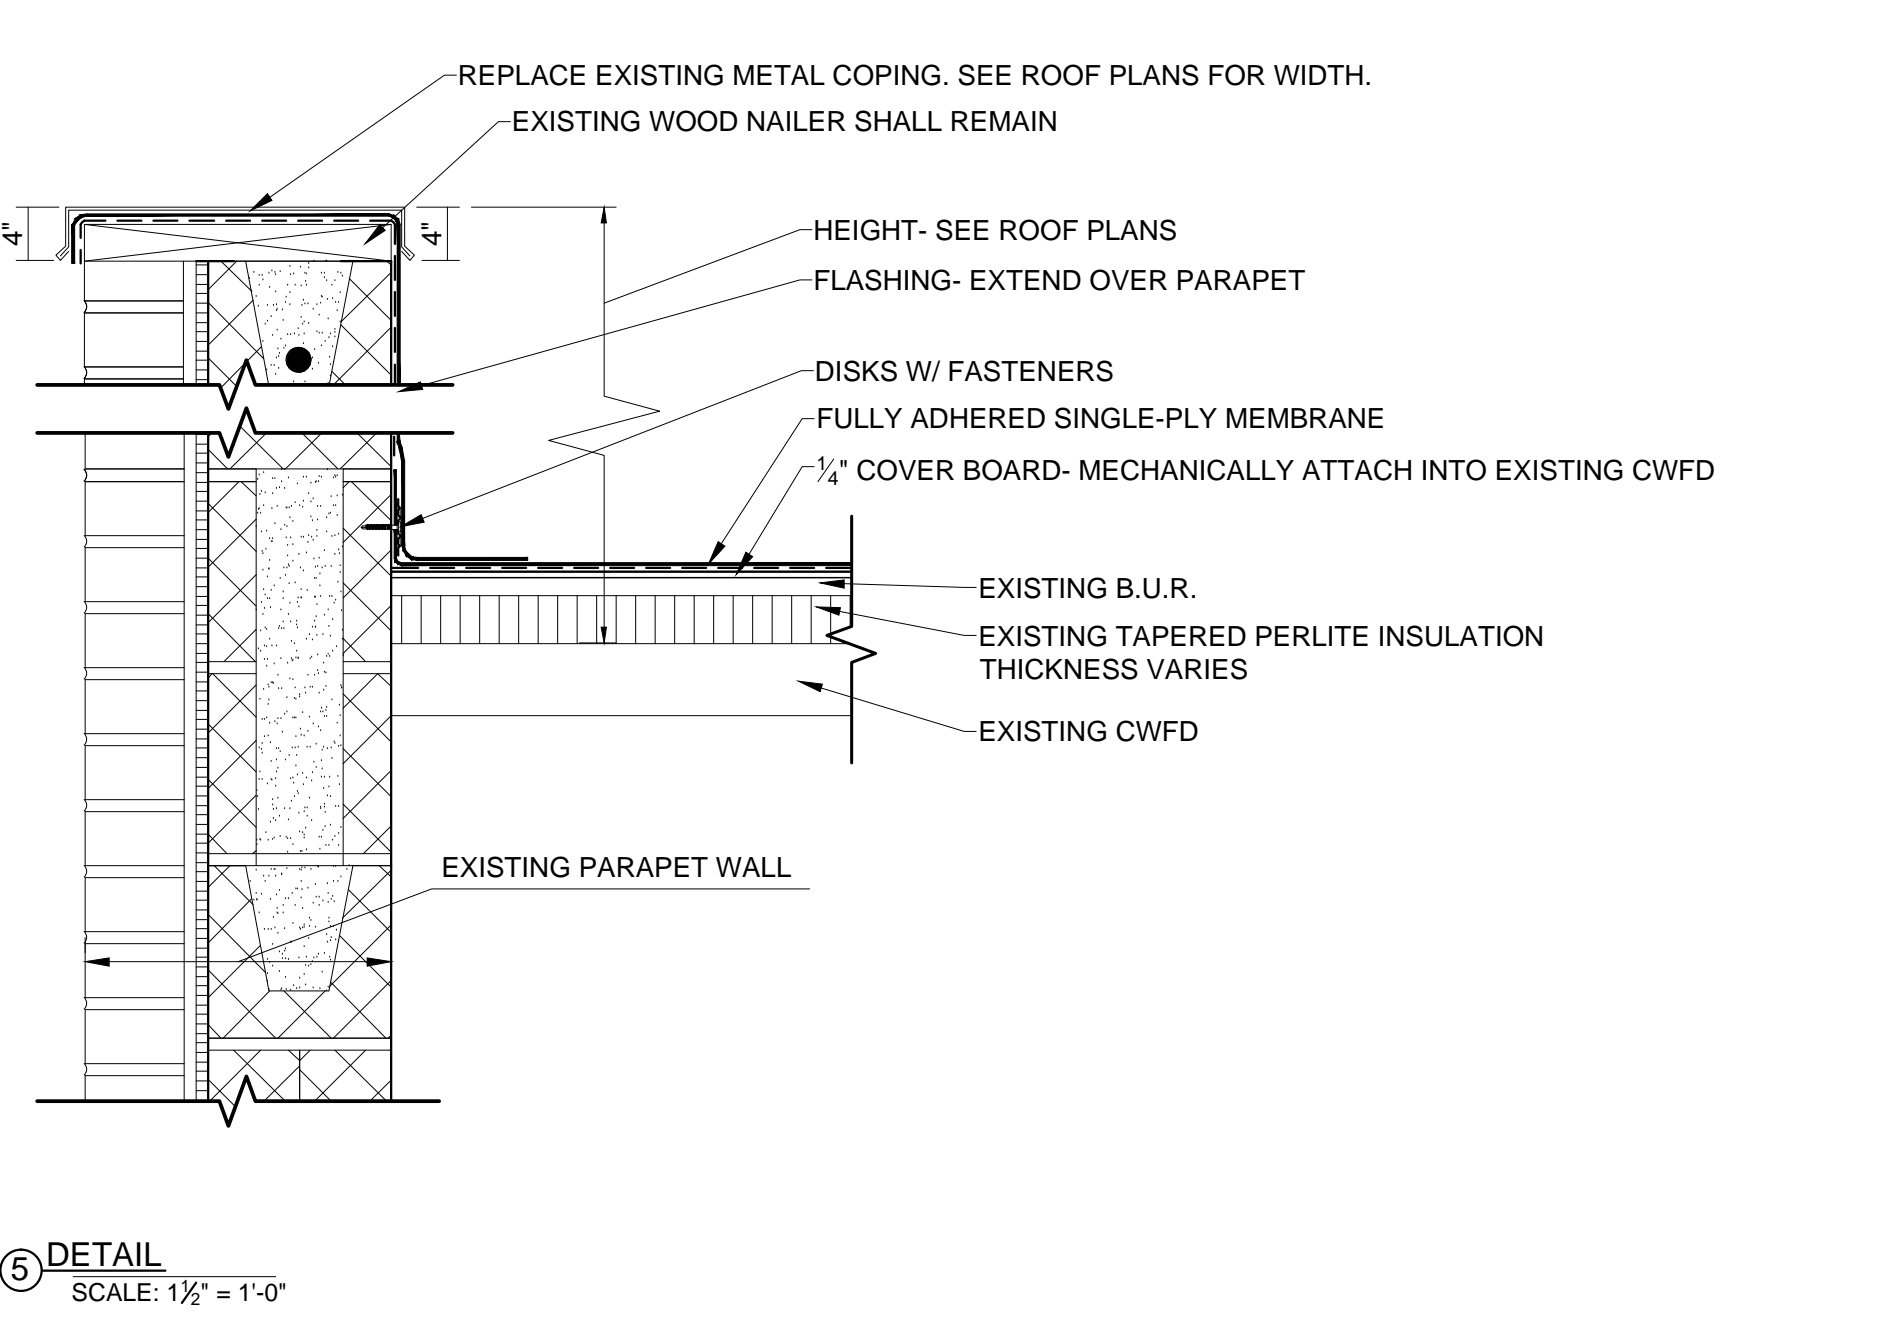 REPLACE EXISTING METAL COPING. SEE ROOF PLANS FOR WIDTH.
EXISTING WOOD NAILER SHALL REMAIN
4"
4"
HEIGHT- SEE ROOF PLANS
FLASHING- EXTEND OVER PARAPET
DISKS W/ FASTENERS
FULLY ADHERED SINGLE-PLY MEMBRANE
1/4" COVER BOARD- MECHANICALLY ATTACH INTO EXISTING CWFD
EXISTING B.U.R.
EXISTING TAPERED PERLITE INSULATION
THICKNESS VARIES
EXISTING CWFD
EXISTING PARAPET WALL
5 DETAIL
SCALE: 1 1/2" = 1'-0"